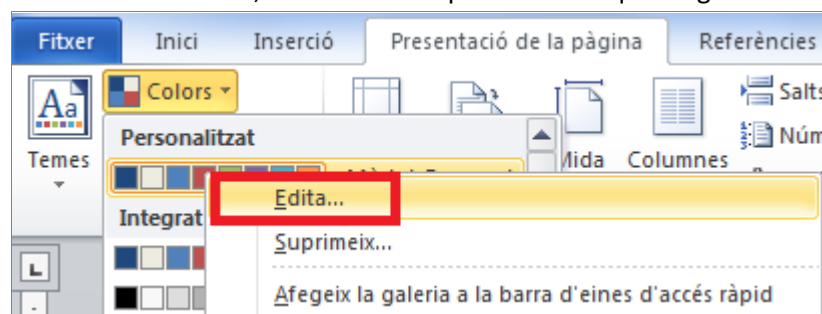 Fitxer Inici Inserció Presentació de la pàgina Referències
Aa Colors Salts
Personalitzat
Temes Mida Columnes
Edita...
Integrat
Suprimeix...
L
Afegeix la galeria a la barra d'eines d'accés ràpid